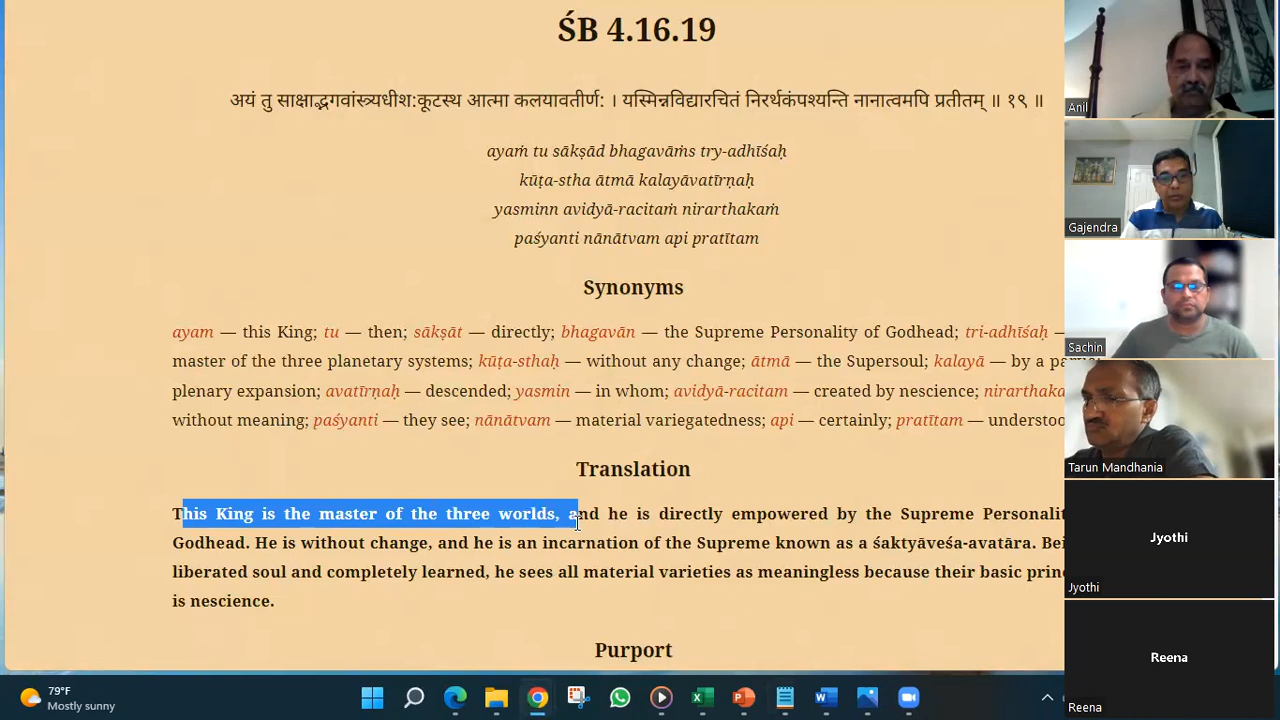 ŚB 4.16.19
अयं तु साक्षाद्भगवांस्त्र्यधीश:कूटस्थ आत्मा कलयावतीर्ण: । यस्मिन्नविद्यारचितं निरर्थकंपश्यन्ति नानात्वमपि प्रतीतम् ॥ १९ ॥
ayaṁ tu sākṣād bhagavāṁs try-adhīśaḥ
kūṭa-stha ātmā kalayāvatīrṇaḥ
yasminn avidyā-racitaṁ nirarthakaṁ
paśyanti nānātvam api pratītam
Synonyms
ayam — this King; tu — then; sākṣāt — directly; bhagavān — the Supreme Personality of Godhead; tri-adhīśaḥ —
master of the three planetary systems; kūṭa-sthaḥ — without any change; ātmā — the Supersoul; kalayā — by a
plenary expansion; avatīrṇaḥ — descended; yasmin — in whom; avidyā-racitam — created by nescience;
without meaning; paśyanti — they see; nānātvam — material variegatedness; api — certainly; pratītam —
Translation
This King is the master of the three worlds, and he is directly empowered by the Supreme
Godhead. He is without change, and he is an incarnation of the Supreme known as a śaktyāveśa-avatāra.
liberated soul and completely learned, he sees all material varieties as meaningless because their basic
is nescience.
Purport
Anil
Gajendra
Sachin
Tarun Mandhania
Jyothi
Jyothi
Reena
Reena
79°F
Mostly sunny